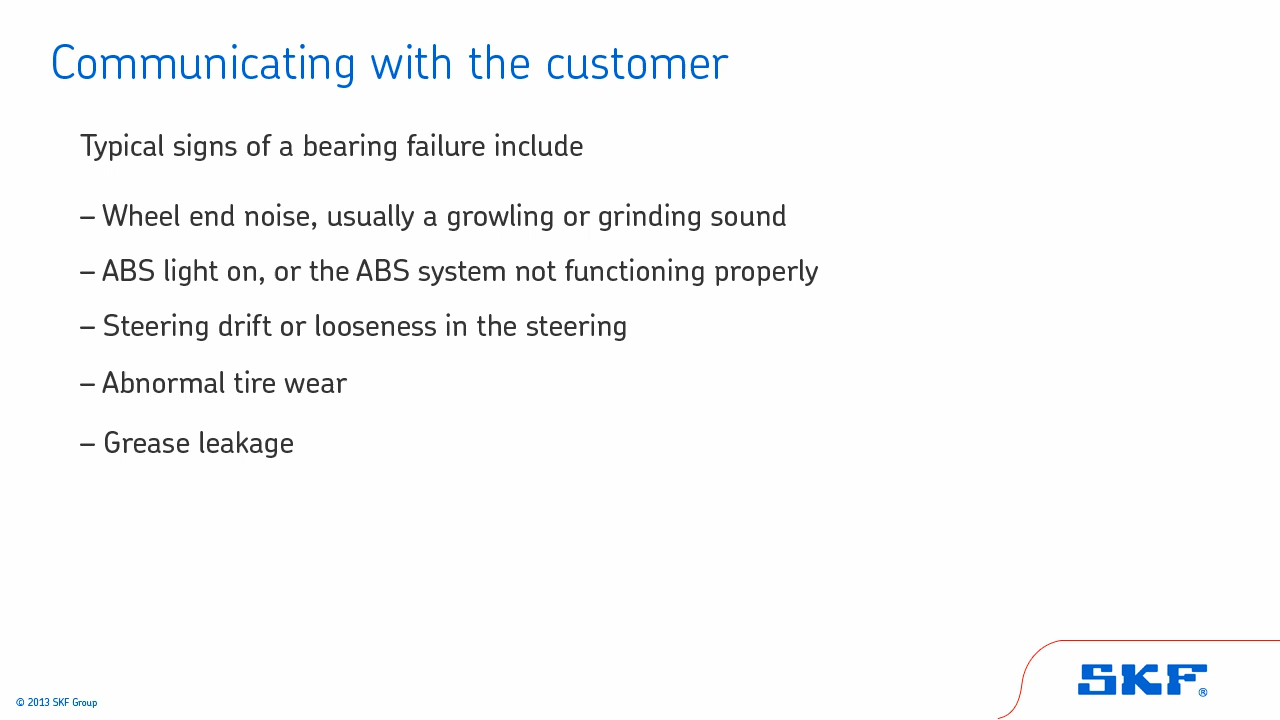 Communicating with the customer
Typical signs of a bearing failure include
– Wheel end noise, usually a growling or grinding sound
– ABS light on, or the ABS system not functioning properly
– Steering drift or looseness in the steering
– Abnormal tire wear
– Grease leakage
SKF®
© 2013 SKF Group